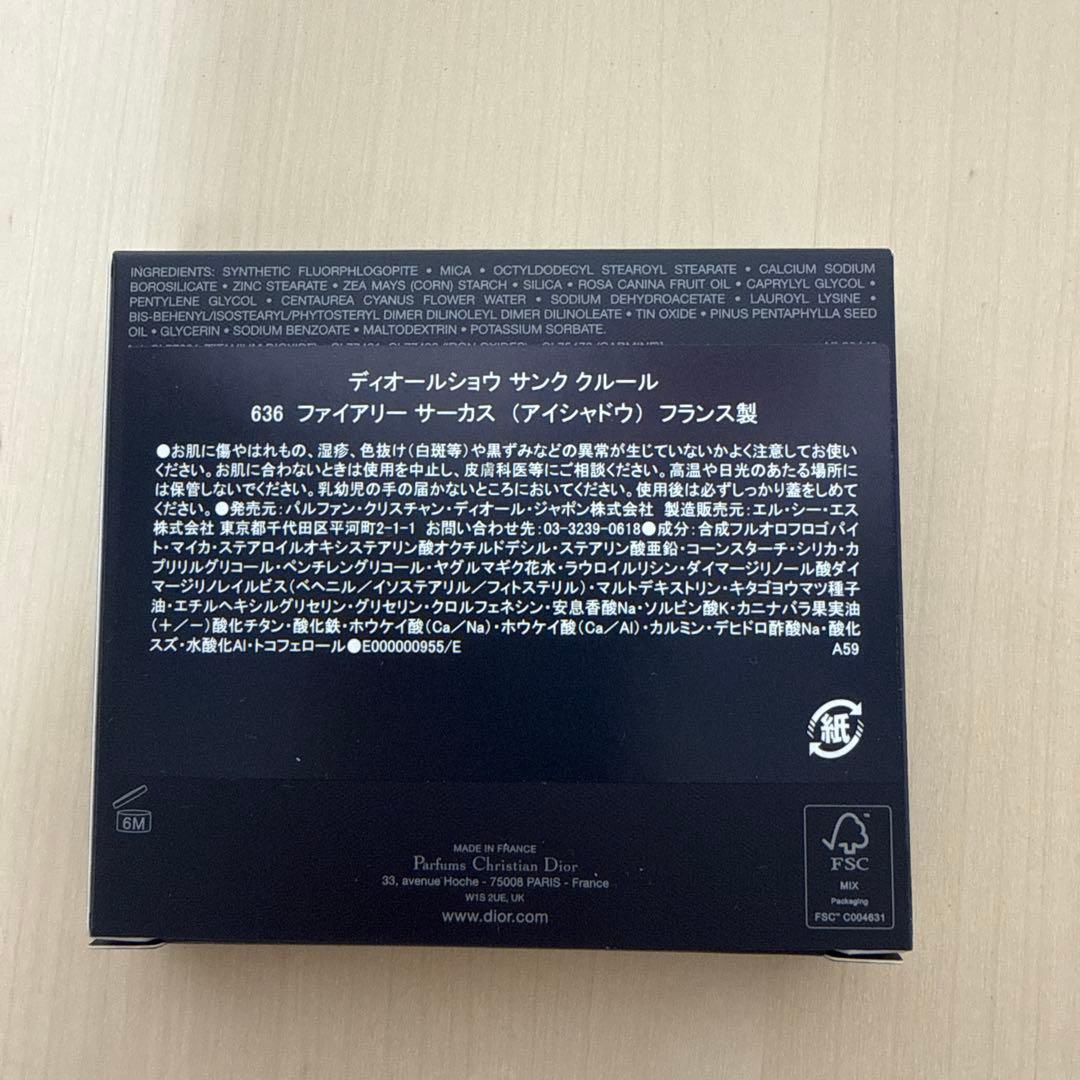 INGREDIENTS: SYNTHETIC FLUORPHLOGOPITE • MICA • OCTYLDODECYL STEAROYL STEARATE • CALCIUM SODIUM
BOROSILICATE • ZINC STEARATE • ZEA MAYS (CORN) STARCH • SILICA • ROSA CANINA FRUIT OIL • CAPRYLYL GLYCOL •
PENTYLENE GLYCOL • CENTAUREA CYANUS FLOWER WATER • SODIUM DEHYDROACETATE • LAUROYL LYSINE •
BIS-BEHENYL/ISOSTEARYL/PHYTOSTERYL DIMER DILINOLEYL DIMER DILINOLEATE • TIN OXIDE • PINUS PENTAPHYLLA SEED
OIL • GLYCERIN • SODIUM BENZOATE • MALTODEXTRIN • POTASSIUM SORBATE.
ディオールショウ サンク クルール
636 ファイアリー サーカス （アイシャドウ） フランス製
●お肌に傷やはれもの、湿疹、色抜け（白斑等）や黒ずみなどの異常が生じていないかよく注意してお使い
ください。お肌に合わないときは使用を中止し、皮膚科医等にご相談ください。高温や日光のあたる場所に
は保管しないでください。乳幼児の手の届かないところにおいてください。使用後は必ずしっかり蓋をしめて
ください。●発売元：パルファン・クリスチャン・ディオール・ジャポン株式会社 製造販売元：エル・シー・エス
株式会社 東京都千代田区平河町2-1-1 お問い合わせ先：03-3239-0618●成分：合成フルオロフロゴパイ
ト・マイカ・ステアロイルオキシステアリン酸オクチルドデシル・ステアリン酸亜鉛・コーンスターチ・シリカ・カ
プリリルグリコール・ペンチレングリコール・ヤグルマギク花水・ラウロイルリシン・ダイマージリノール酸ダイ
マージリノレイルビス（ベヘニル／イソステアリル／フィトステリル）・マルトデキストリン・キタゴヨウマツ種子
油・エチルヘキシルグリセリン・グリセリン・クロルフェネシン・安息香酸Na・ソルビン酸K・カニナバラ果実油
（＋／－）酸化チタン・酸化鉄・ホウケイ酸（Ca／Na）・ホウケイ酸（Ca／Al）・カルミン・デヒドロ酢酸Na・酸化
スズ・水酸化Al・トコフェロール●E000000955/E
A59
紙
6M
MADE IN FRANCE
Parfums Christian Dior
33, avenue Hoche - 75008 PARIS - France
W1S 2UE, UK
www.dior.com
FSC
MIX
Packaging
FSC™ C004631